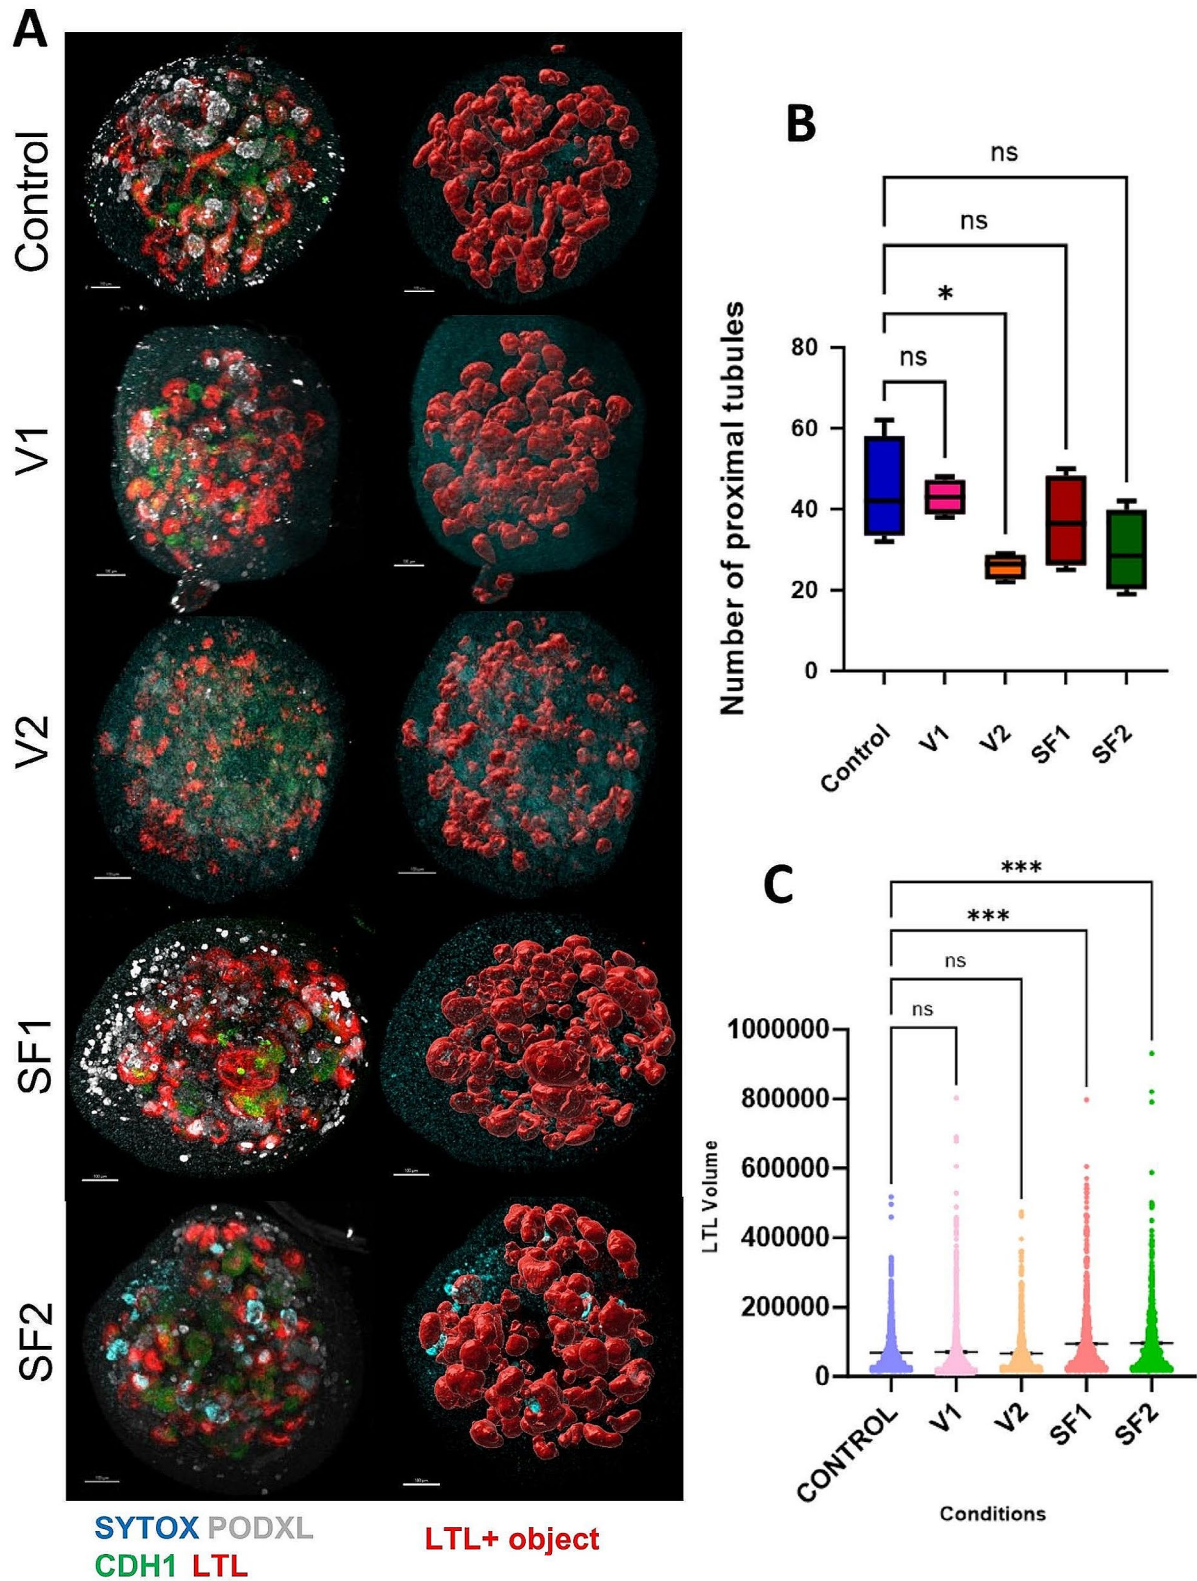 A
Control
V1
V2
SF1
SF2
SYTOX PODXL
CDH1 LTL
LTL+ object
B
ns
ns
*
ns
Number of proximal tubules
80
60
40
20
0
Control
V1
V2
SF1
SF2
C
***
***
ns
ns
LTL Volume
1000000
800000
600000
400000
200000
0
CONTROL
V1
V2
SF1
SF2
Conditions